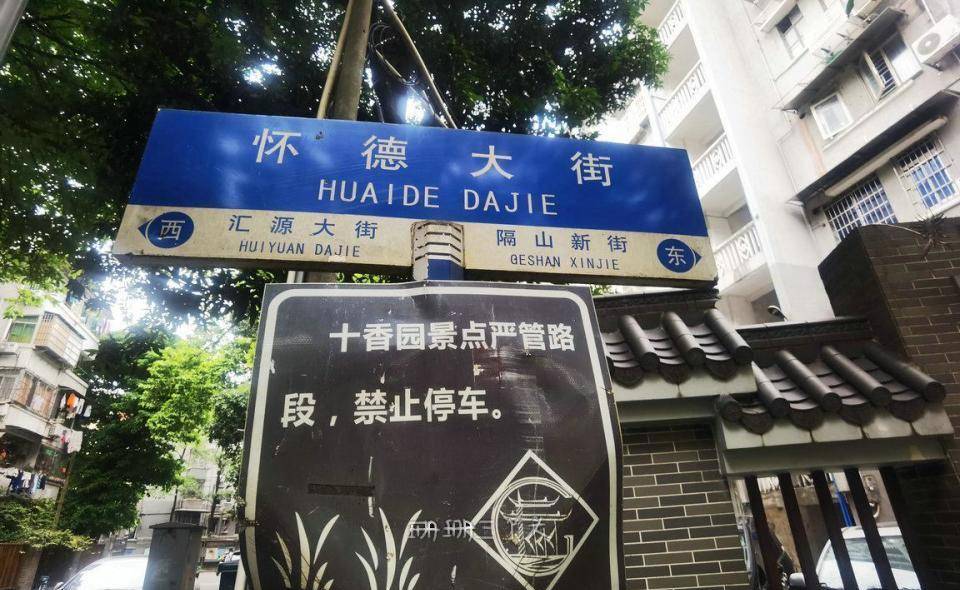 怀德大街
HUAIDE DAJIE
西
汇源大街
HUIYUAN DAJIE
隔山新街
GESHAN XINJIE
东
十香园景点严管路
段，禁止停车。